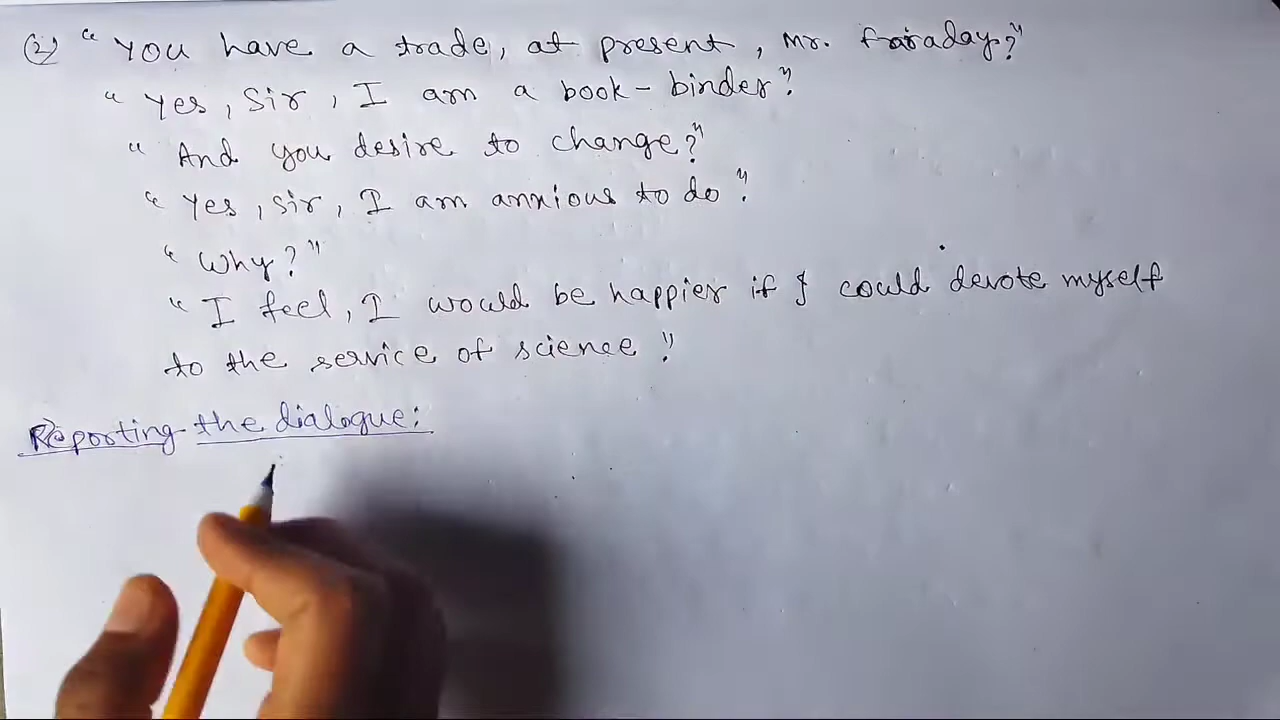 (2) "You have a trade, at present, Mr. Faraday?"
"Yes, Sir, I am a book-binder".
"And you desire to change?"
"Yes, sir, I am anxious to do".
"Why?"
"I feel, I would be happier if I could devote myself
to the service of science".
Reporting the dialogue: